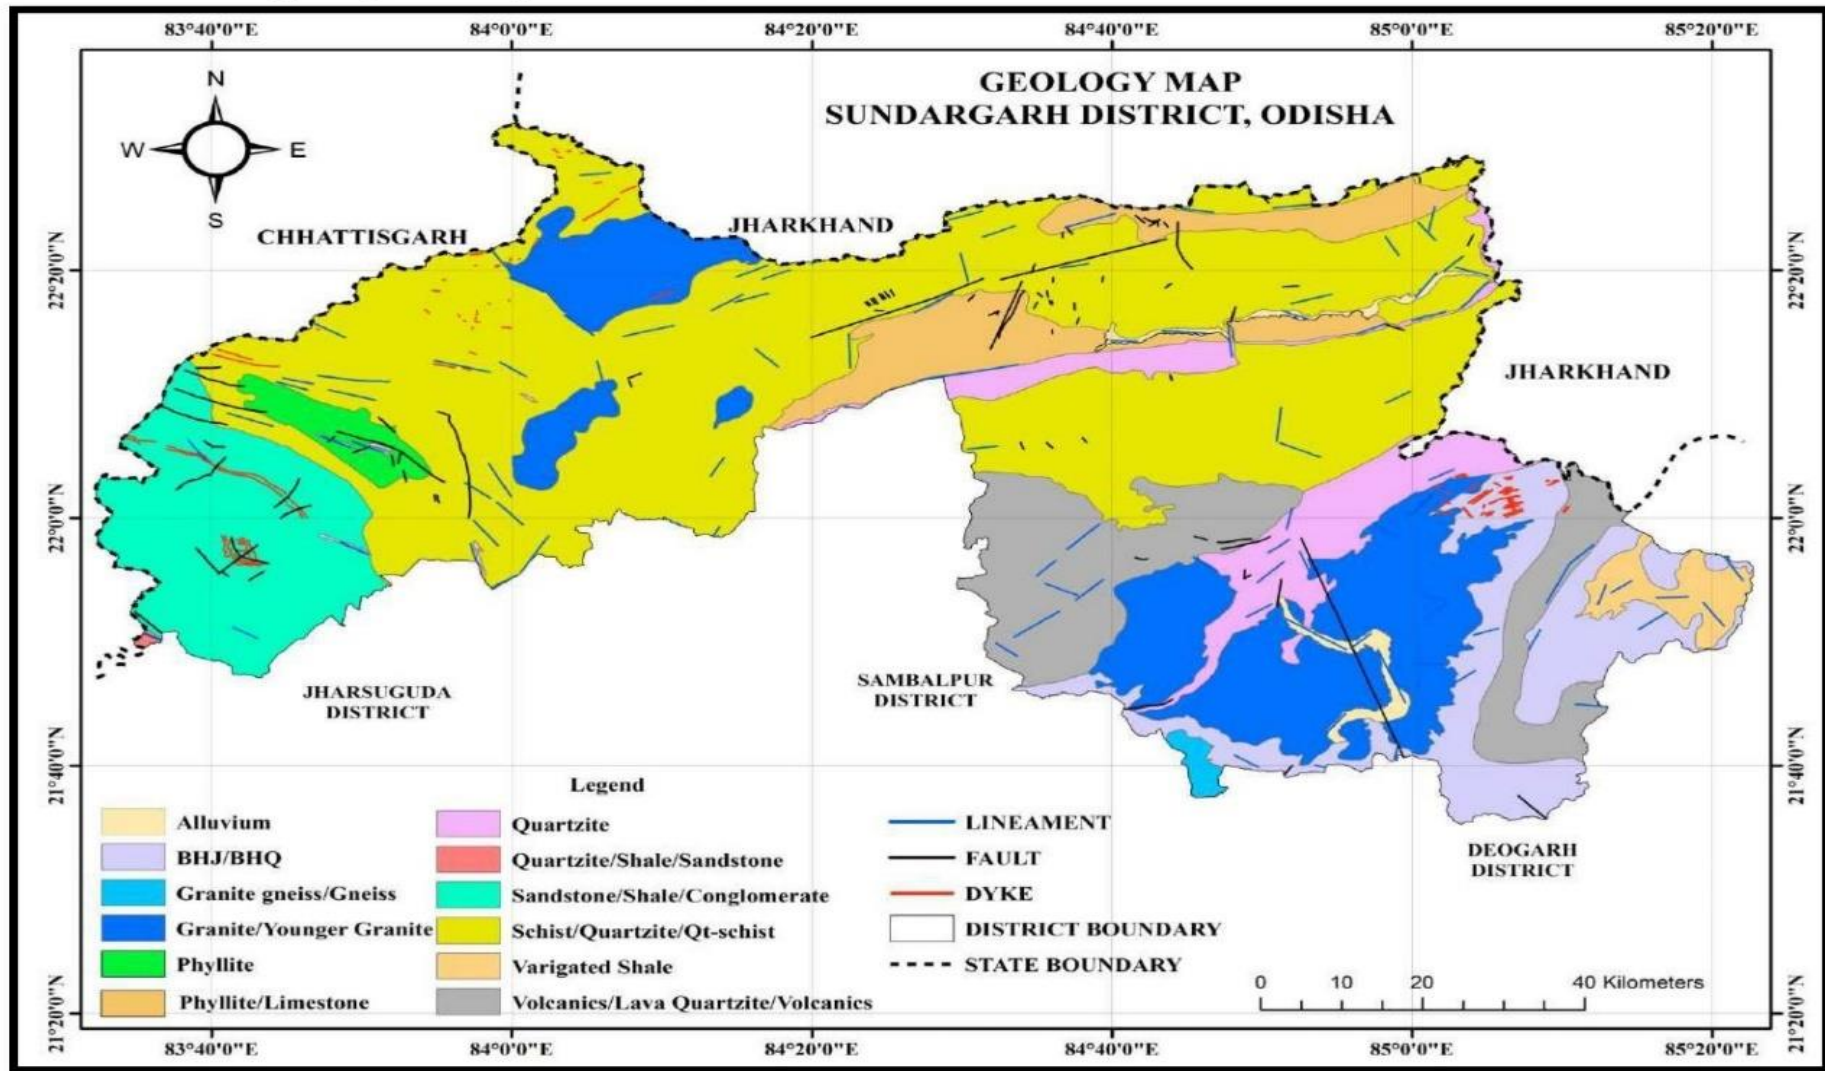 83°40'0"E 84°0'0"E 84°20'0"E 84°40'0"E 85°0'0"E 85°20'0"E
GEOLOGY MAP
SUNDARGARH DISTRICT, ODISHA
N
W E
S
CHHATTISGARH
JHARKHAND
22°20'0"N 22°20'0"N
JHARKHAND
22°0'0"N 22°0'0"N
JHARSUGUDA
DISTRICT
SAMBALPUR
DISTRICT
21°40'0"N 21°40'0"N
DEOGARH
DISTRICT
Legend
Alluvium
BHJ/BHQ
Granite gneiss/Gneiss
Granite/Younger Granite
Phyllite
Phyllite/Limestone
Quartzite
Quartzite/Shale/Sandstone
Sandstone/Shale/Conglomerate
Schist/Quartzite/Qt-schist
Varigated Shale
Volcanics/Lava Quartzite/Volcanics
LINEAMENT
FAULT
DYKE
DISTRICT BOUNDARY
STATE BOUNDARY
0 10 20 40 Kilometers
21°20'0"N 21°20'0"N
83°40'0"E 84°0'0"E 84°20'0"E 84°40'0"E 85°0'0"E 85°20'0"E